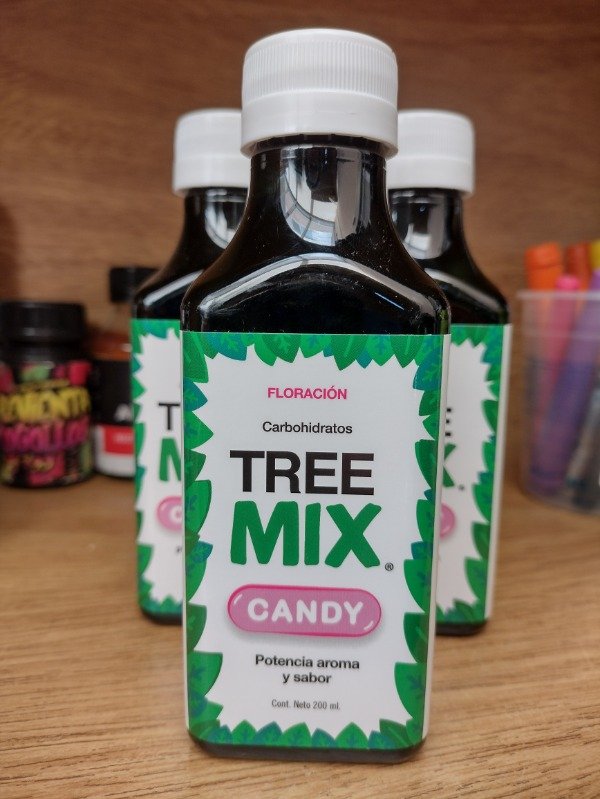 FLORACIÓN
Carbohidratos
TREE
MIX®
CANDY
Potencia aroma
y sabor
Cont. Neto 200 ml.